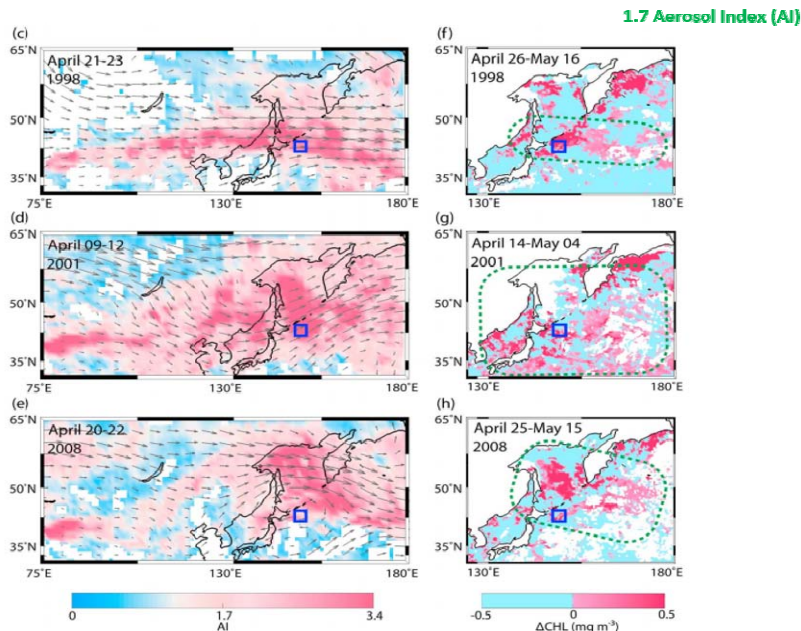 1.7 Aerosol Index (AI)
(c)
65°N
April 21-23
1998
50°N
35°N
75°E
130°E
180°E
(f)
65°N
April 26-May 16
1998
50°N
35°N
130°E
180°E
(d)
65°N
April 09-12
2001
50°N
35°N
75°E
130°E
180°E
(g)
65°N
April 14-May 04
2001
50°N
35°N
130°E
180°E
(e)
65°N
April 20-22
2008
50°N
35°N
75°E
130°E
180°E
(h)
65°N
April 25-May 15
2008
50°N
35°N
130°E
180°E
0
1.7
3.4
AI
-0.5
0
0.5
ΔCHL (mg m⁻³)